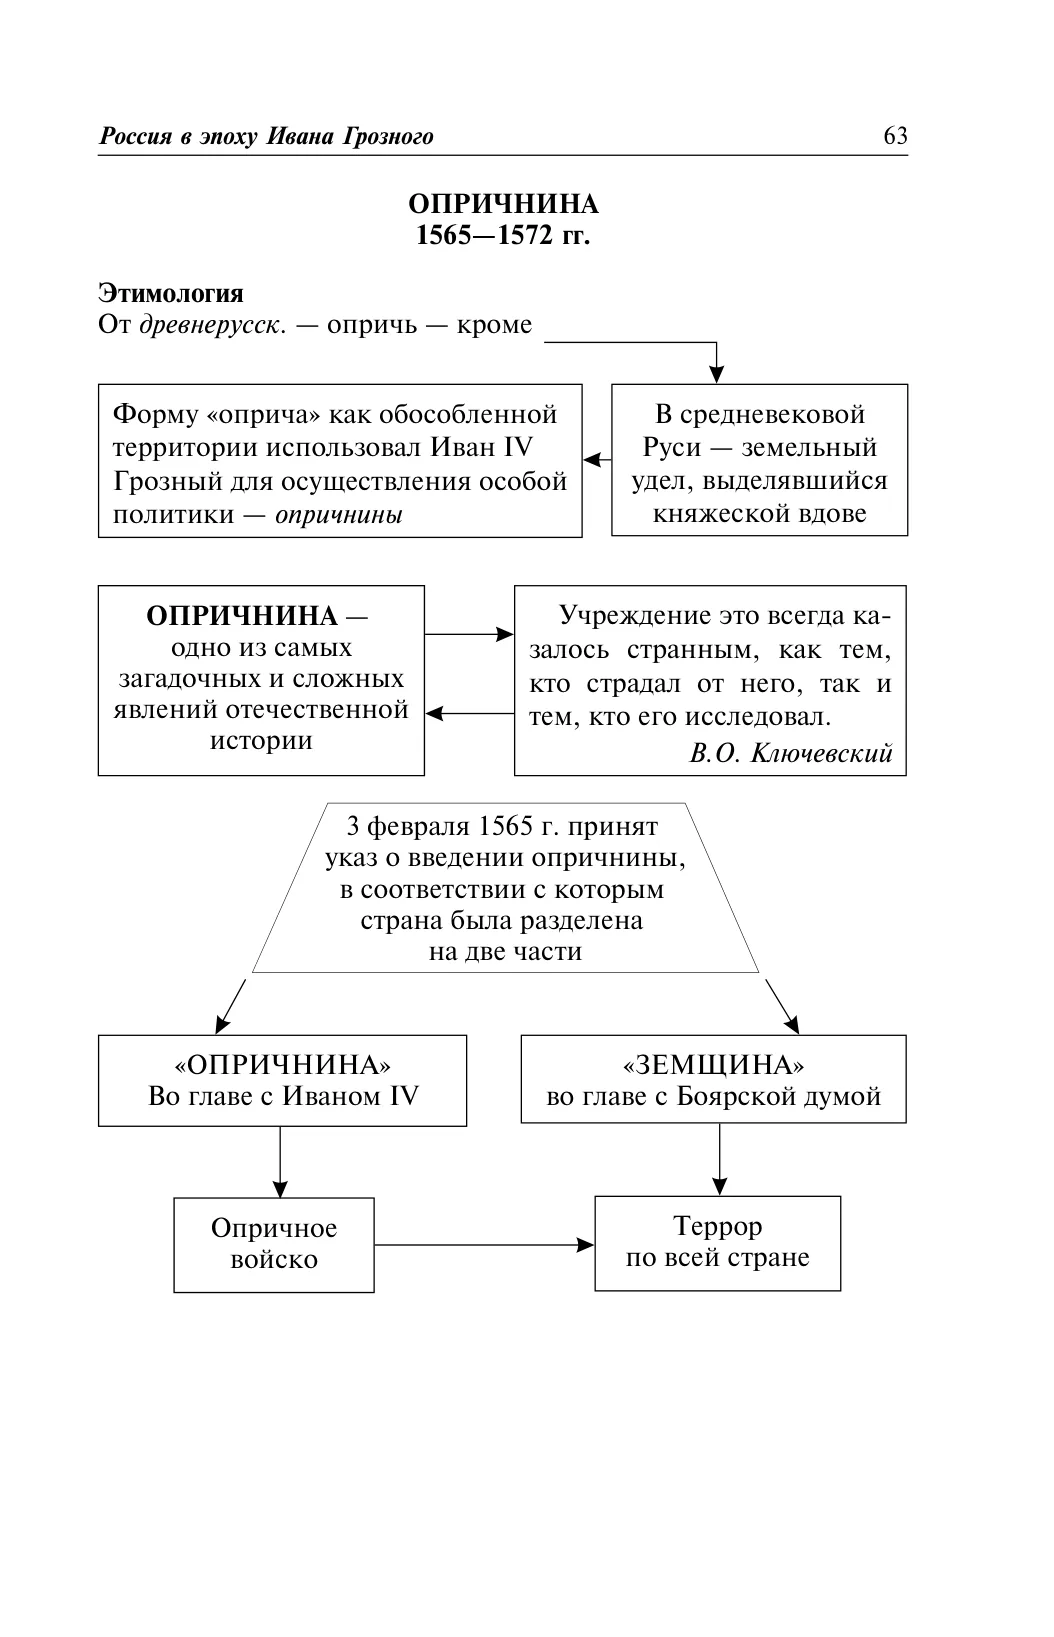 Россия в эпоху Ивана Грозного 63
ОПРИЧНИНА
1565—1572 гг.
Этимология
От древнерусск. — опричь — кроме
Форму «оприча» как обособленной
территории использовал Иван IV
Грозный для осуществления особой
политики — опричнины
В средневековой
Руси — земельный
удел, выделявшийся
княжеской вдове
ОПРИЧНИНА —
одно из самых
загадочных и сложных
явлений отечественной
истории
Учреждение это всегда ка-
залось странным, как тем,
кто страдал от него, так и
тем, кто его исследовал.
В.О. Ключевский
3 февраля 1565 г. принят
указ о введении опричнины,
в соответствии с которым
страна была разделена
на две части
«ОПРИЧНИНА»
Во главе с Иваном IV
«ЗЕМЩИНА»
во главе с Боярской думой
Опричное
войско
Террор
по всей стране